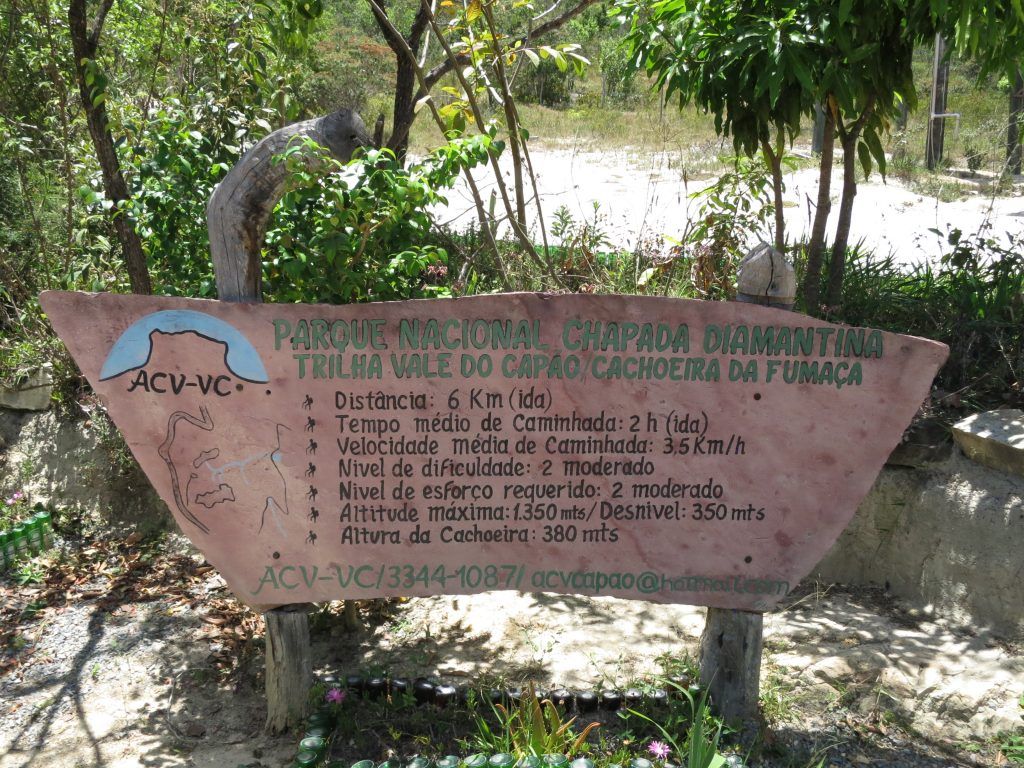 PARQUE NACIONAL CHAPADA DIAMANTINA
TRILHA VALE DO CAPÃO/CACHOEIRA DA FUMAÇA
ACV-VC
Distância: 6 Km (ida)
Tempo médio de Caminhada: 2 h (ida)
Velocidade média de Caminhada: 3,5 Km/h
Nivel de dificuldade: 2 moderado
Nivel de esforco requerido: 2 moderado
Altitude máxima: 1.350 mts/Desnivel: 350 mts
Altura da Cachoeira: 380 mts
ACV-VC/3344-1087/acvcapao@hotmail.com